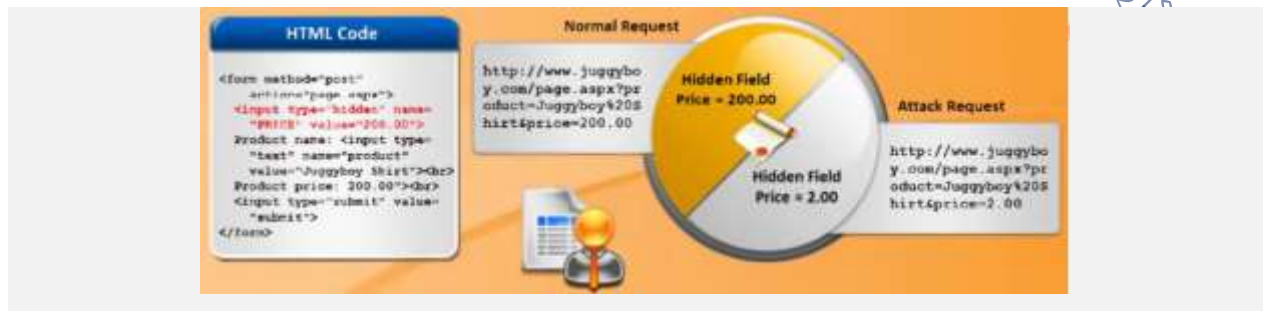 HTML Code
<form method="post"
action="page.aspx">
<input type="hidden" name=
"PRICE" value="200.00">
Product name: <input type=
"text" name="product"
value="Juggyboy Shirt"><br>
Product price: 200.00"><br>
<input type="submit" value=
"submit">
</form>
Normal Request
http://www.juggybo
y.com/page.aspx?pr
oduct=Juggyboy%20S
hirt&price=200.00
Hidden Field
Price = 200.00
Hidden Field
Price = 2.00
Attack Request
http://www.juggybo
y.com/page.aspx?pr
oduct=Juggyboy%20S
hirt&price=2.00